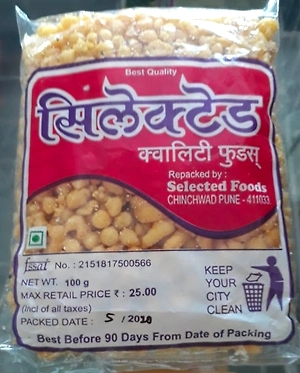 Best Quality
सिलेक्टेड
क्वालिटी फुडस्
Repacked by :
Selected Foods
CHINCHWAD PUNE - 411033
fssai No. : 2151817500566
NET WT. 100 g
MAX RETAIL PRICE ₹ : 25.00
(Incl of all taxes)
PACKED DATE : 5 / 20
KEEP
YOUR
CITY
CLEAN
Best Before 90 Days From Date of Packing